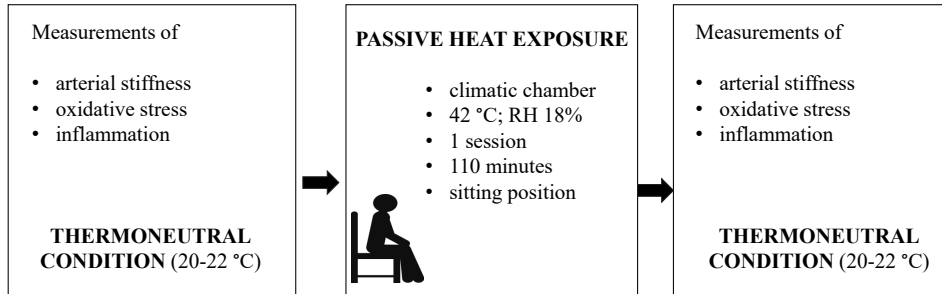 Measurements of
• arterial stiffness
• oxidative stress
• inflammation
THERMONEUTRAL
CONDITION (20-22 °C)
PASSIVE HEAT EXPOSURE
• climatic chamber
• 42 °C; RH 18%
• 1 session
• 110 minutes
• sitting position
Measurements of
• arterial stiffness
• oxidative stress
• inflammation
THERMONEUTRAL
CONDITION (20-22 °C)